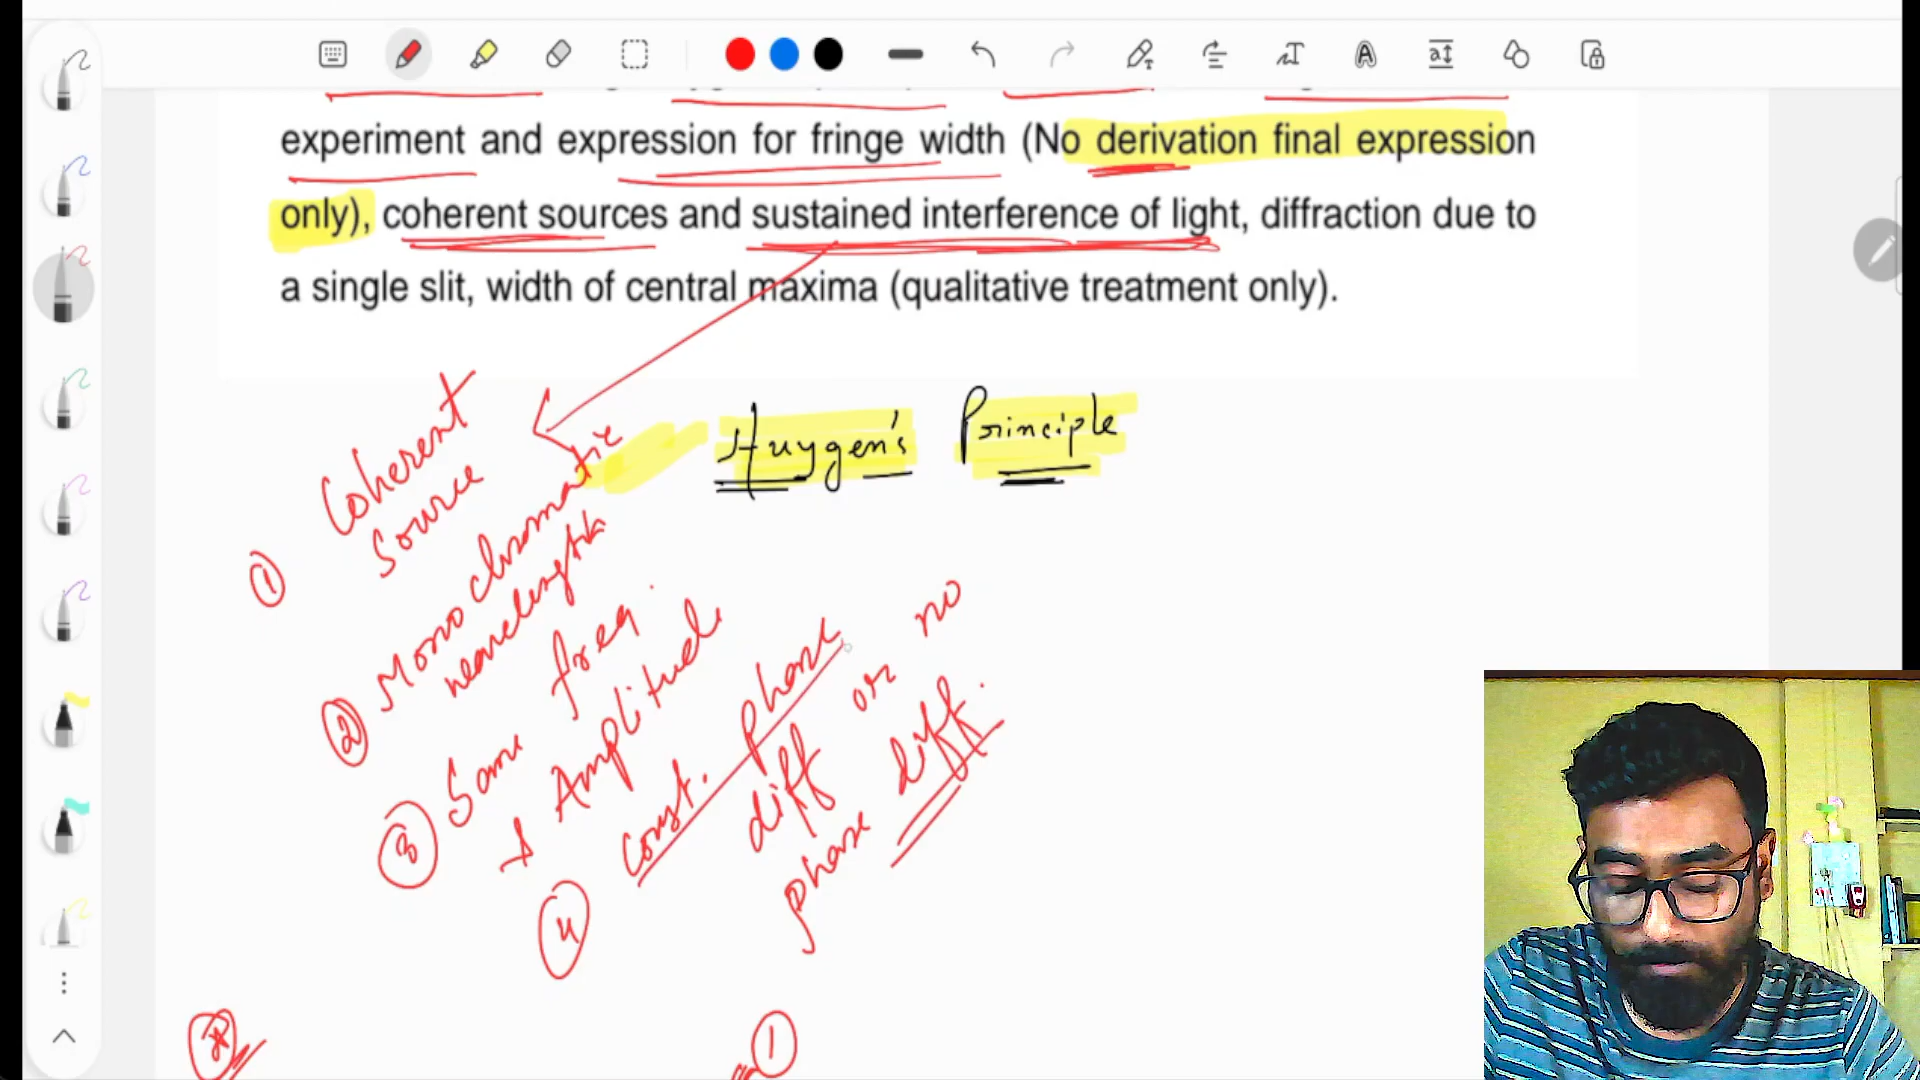 experiment and expression for fringe width (No derivation final expression
only), coherent sources and sustained interference of light, diffraction due to
a single slit, width of central maxima (qualitative treatment only).
Huygen's Principle
① Coherent
Source
② Monochromatic
③ Same freq.
& Amplitude
④ Const. phase
diff or no
phase diff.
①